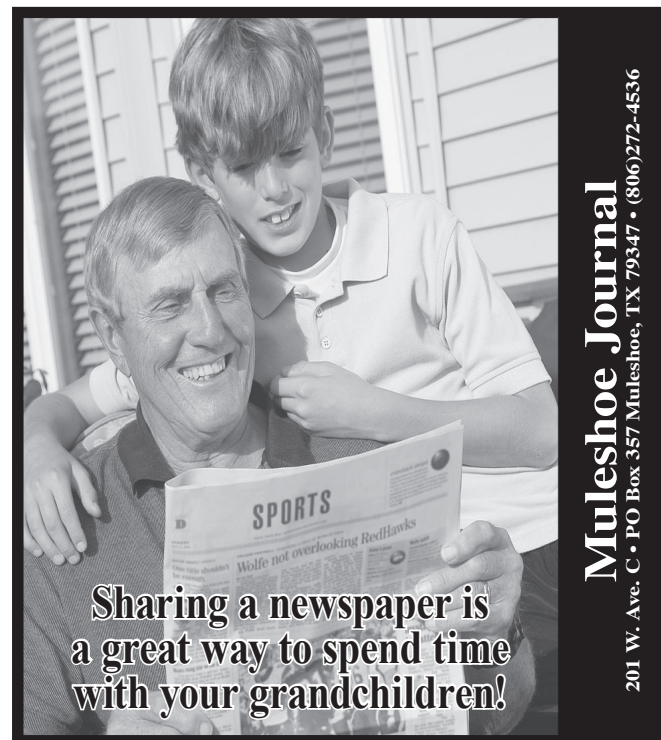 D
SPORTS
Wolfe not overlooking RedHawks
Sharing a newspaper is
a great way to spend time
with your grandchildren!
Muleshoe Journal
201 W. Ave. C • PO Box 357 Muleshoe, TX 79347 • (806)272-4536